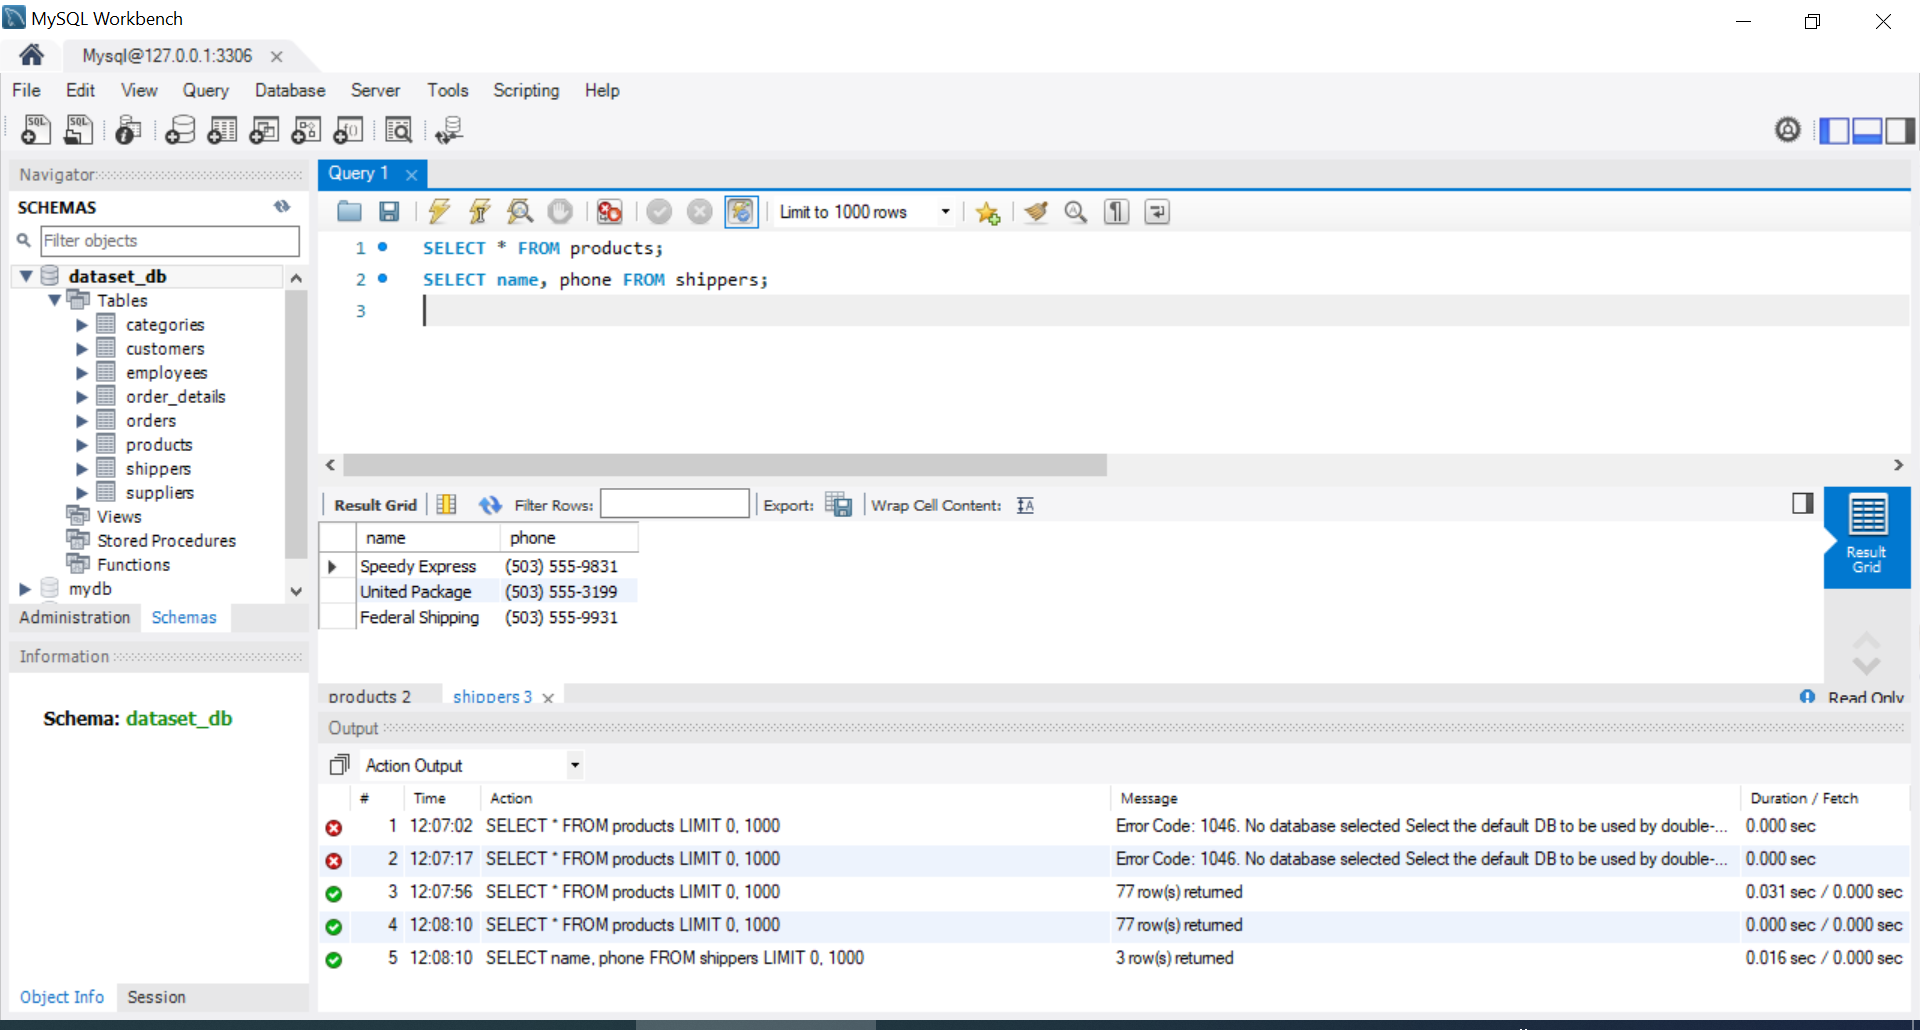 MySQL Workbench
Mysql@127.0.0.1:3306
File Edit View Query Database Server Tools Scripting Help
Navigator
SCHEMAS
Filter objects
dataset_db
Tables
categories
customers
employees
order_details
orders
products
shippers
suppliers
Views
Stored Procedures
Functions
mydb
Administration Schemas
Information
Schema: dataset_db
Object Info Session
Query 1
Limit to 1000 rows
1 SELECT * FROM products;
2 SELECT name, phone FROM shippers;
3
Result Grid Filter Rows: Export: Wrap Cell Content:
name phone
Speedy Express (503) 555-9831
United Package (503) 555-3199
Federal Shipping (503) 555-9931
Result
Grid
products 2 shippers 3 Read Only
Output
Action Output
# Time Action Message Duration / Fetch
1 12:07:02 SELECT * FROM products LIMIT 0, 1000 Error Code: 1046. No database selected Select the default DB to be used by double-... 0.000 sec
2 12:07:17 SELECT * FROM products LIMIT 0, 1000 Error Code: 1046. No database selected Select the default DB to be used by double-... 0.000 sec
3 12:07:56 SELECT * FROM products LIMIT 0, 1000 77 row(s) returned 0.031 sec / 0.000 sec
4 12:08:10 SELECT * FROM products LIMIT 0, 1000 77 row(s) returned 0.000 sec / 0.000 sec
5 12:08:10 SELECT name, phone FROM shippers LIMIT 0, 1000 3 row(s) returned 0.016 sec / 0.000 sec